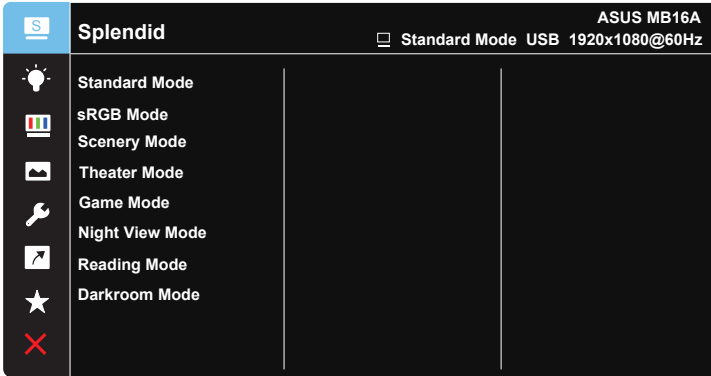 S
Splendid
ASUS MB16A
Standard Mode USB 1920x1080@60Hz
Standard Mode
sRGB Mode
Scenery Mode
Theater Mode
Game Mode
Night View Mode
Reading Mode
Darkroom Mode